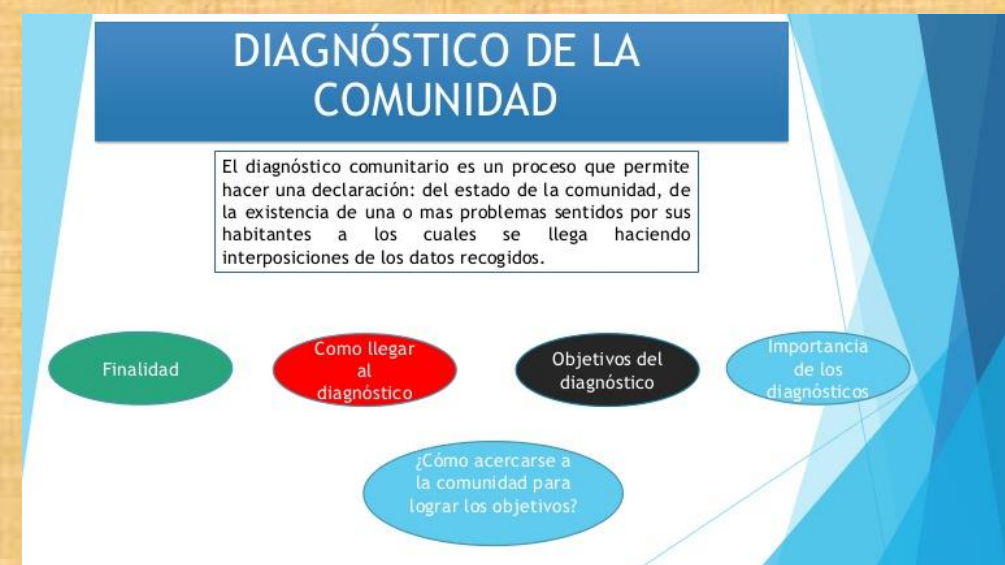 DIAGNÓSTICO DE LA
COMUNIDAD
El diagnóstico comunitario es un proceso que permite
hacer una declaración: del estado de la comunidad, de
la existencia de una o mas problemas sentidos por sus
habitantes a los cuales se llega haciendo
interposiciones de los datos recogidos.
Finalidad
Como llegar
al
diagnóstico
Objetivos del
diagnóstico
Importancia
de los
diagnósticos
¿Cómo acercarse a
la comunidad para
lograr los objetivos?